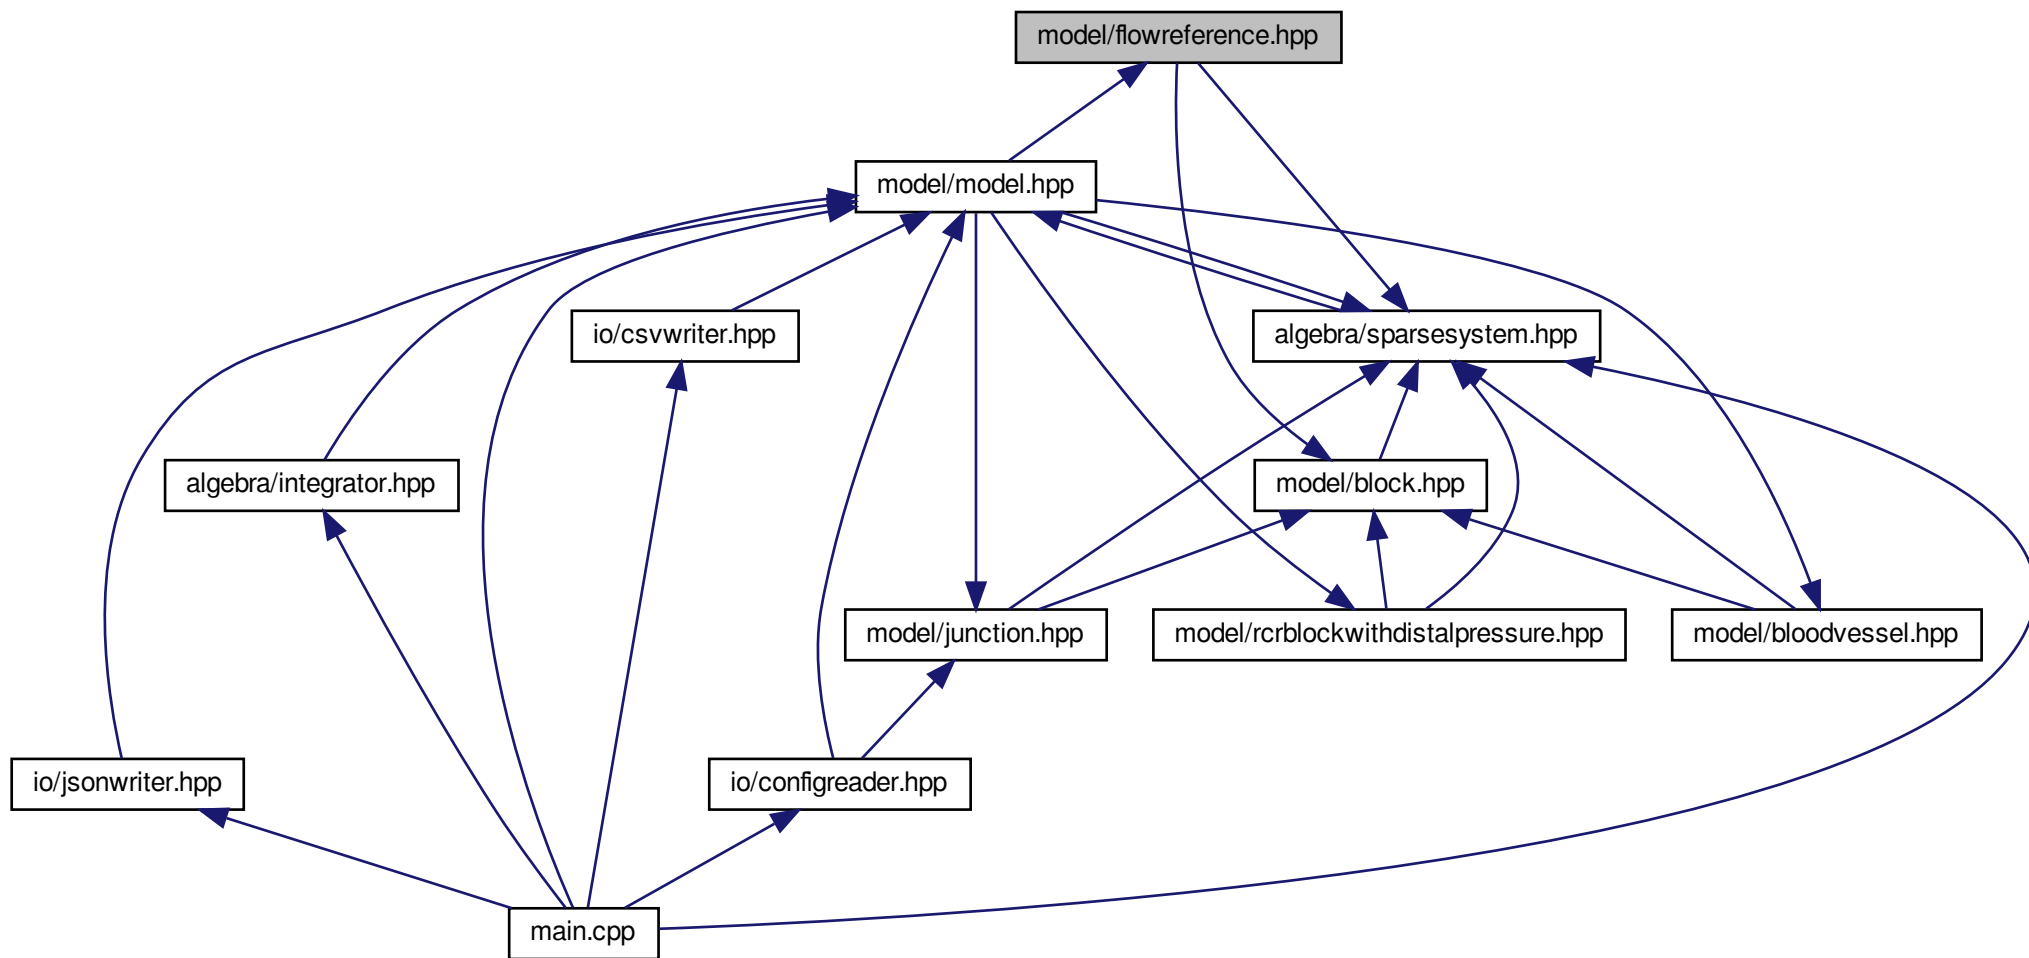 model/flowreference.hpp
model/model.hpp
io/csvwriter.hpp
algebra/sparsesystem.hpp
algebra/integrator.hpp
model/block.hpp
model/junction.hpp
model/rcrblockwithdistalpressure.hpp
model/bloodvessel.hpp
io/jsonwriter.hpp
io/configreader.hpp
main.cpp